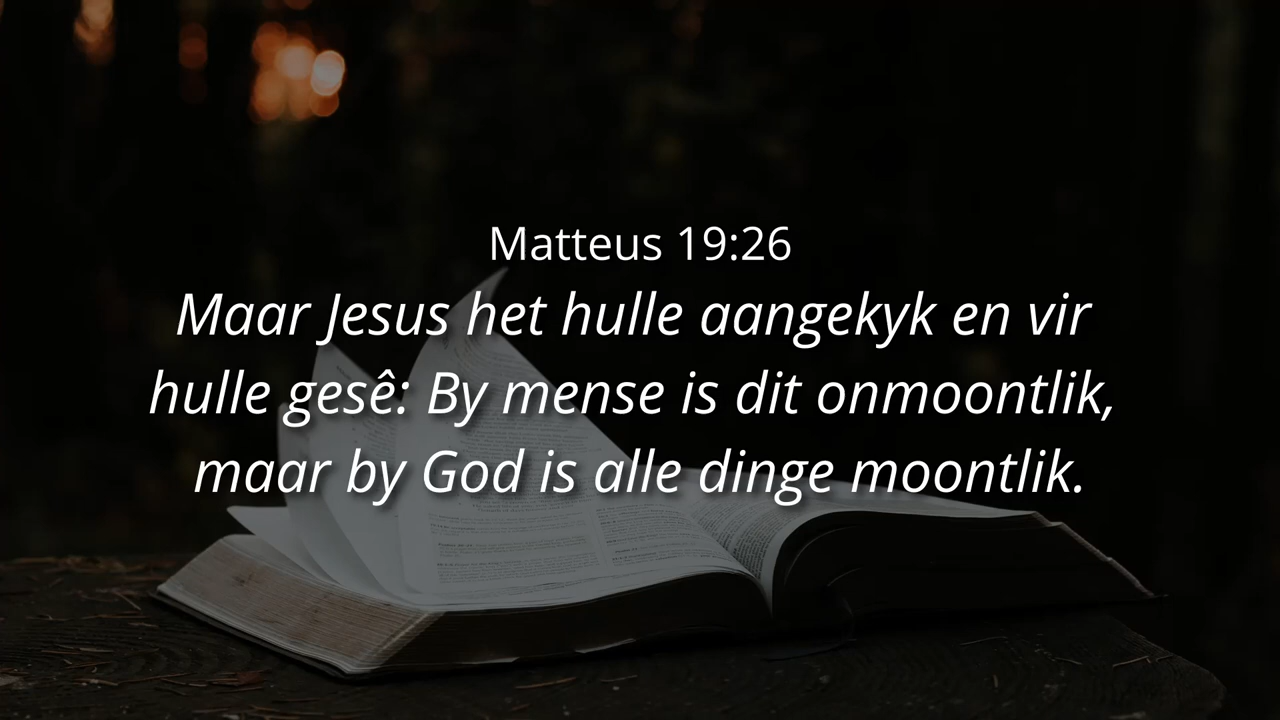 Matteus 19:26
Maar Jesus het hulle aangekyk en vir
hulle gesê: By mense is dit onmoontlik,
maar by God is alle dinge moontlik.